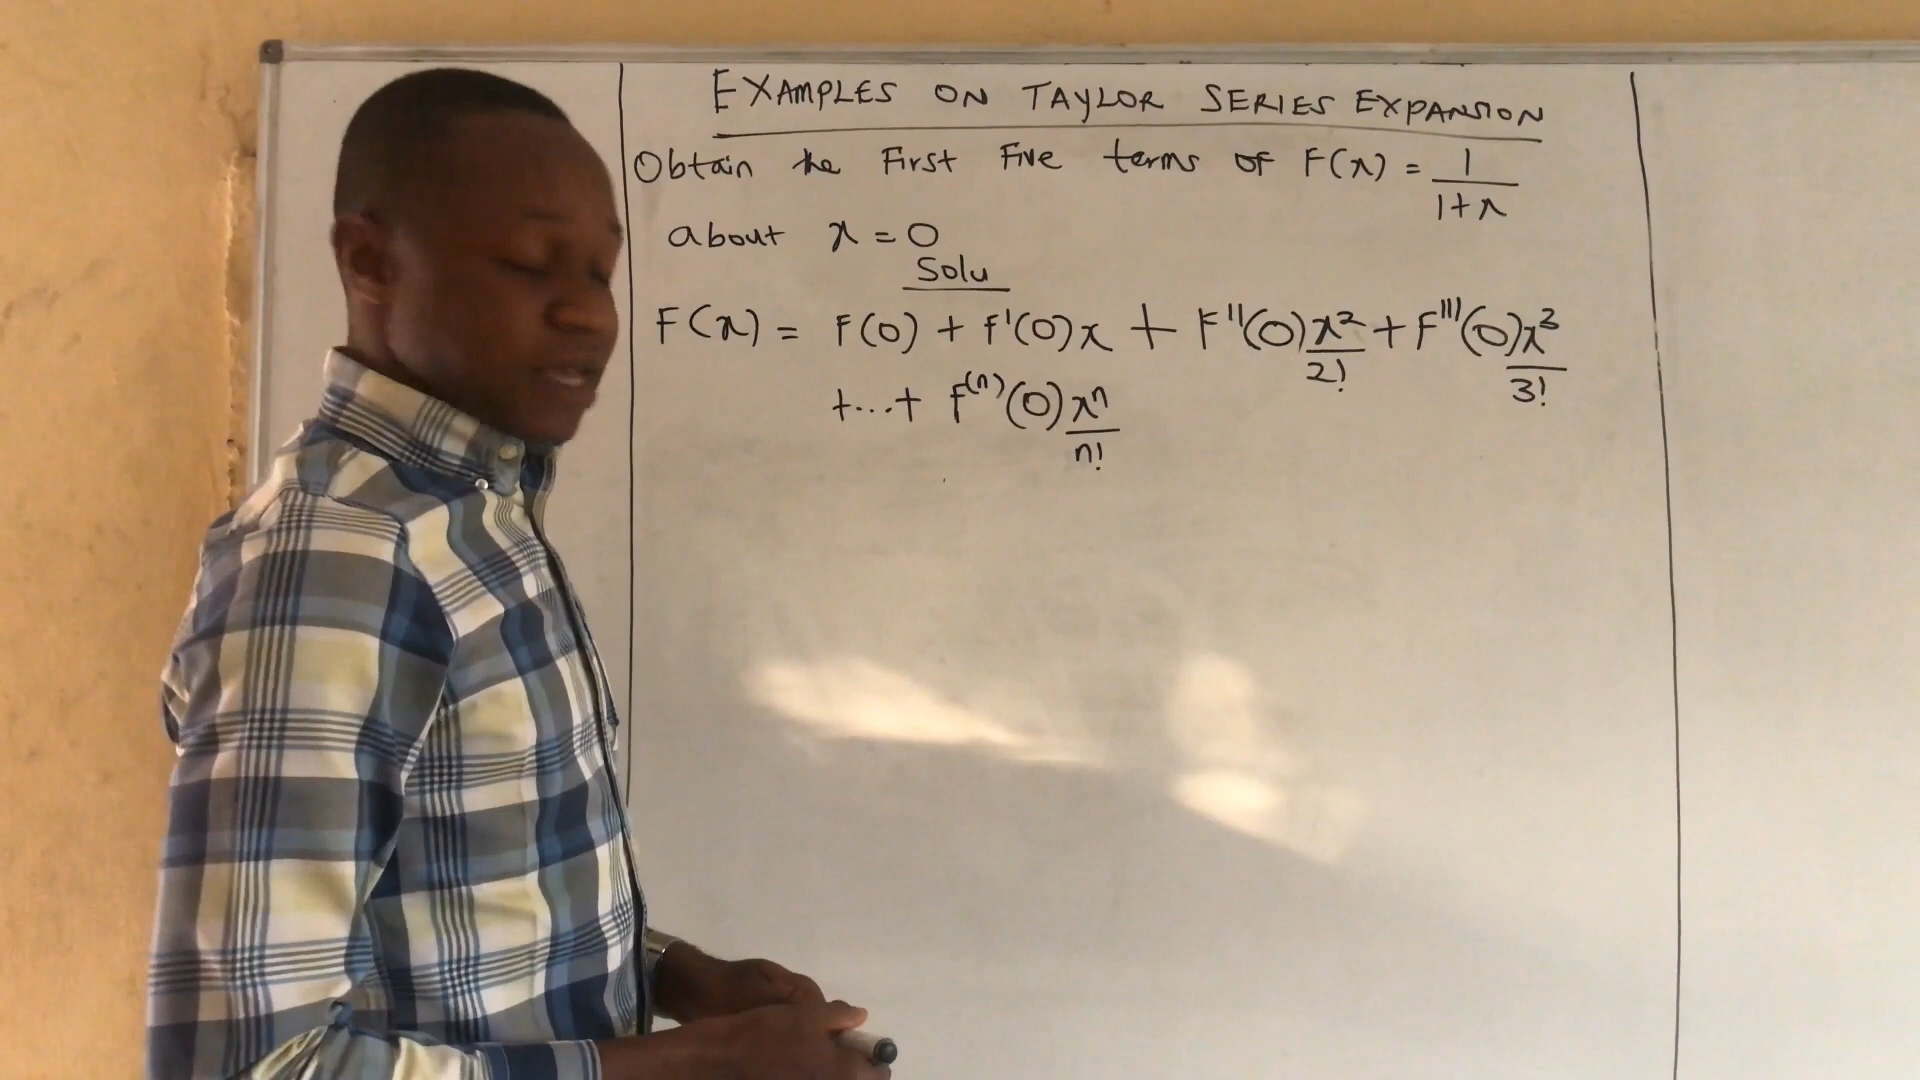 EXAMPLES ON TAYLOR SERIES EXPANSION
Obtain the First Five terms of F(x) = 1/(1+x)
about x = 0
Solu
F(x) = F(0) + F'(0)x + F''(0)x²/2! + F'''(0)x³/3!
+...+ F⁽ⁿ⁾(0)xⁿ/n!